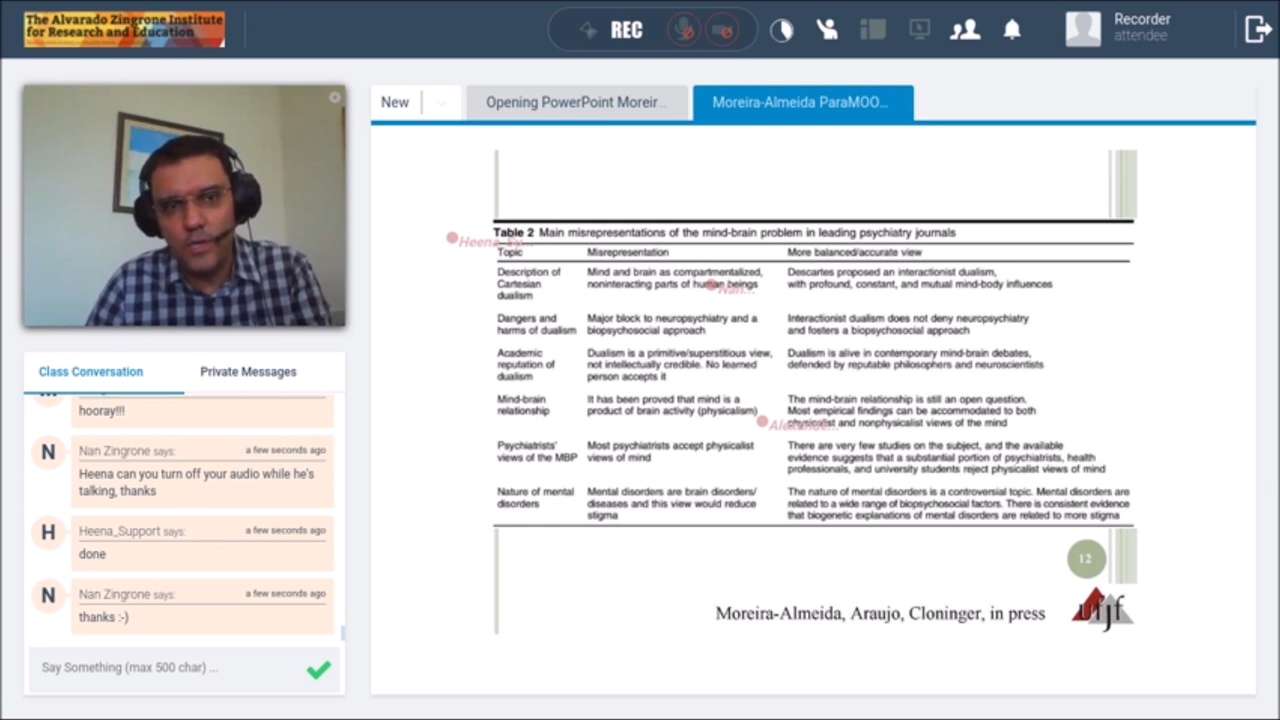 The Alvarado Zingrone Institute
for Research and Education
REC
Recorder
attendee
New
Opening PowerPoint Moreir...
Moreira-Almeida ParaMOO...
Class Conversation
Private Messages
hooray!!!
N
Nan Zingrone says:
a few seconds ago
Heena can you turn off your audio while he's
talking, thanks
H
Heena_Support says:
a few seconds ago
done
N
Nan Zingrone says:
a few seconds ago
thanks :-)
Say Something (max 500 char) ...
Table 2 Main misrepresentations of the mind-brain problem in leading psychiatry journals
Topic
Misrepresentation
More balanced/accurate view
Description of
Cartesian
dualism
Mind and brain as compartmentalized,
noninteracting parts of human beings
Descartes proposed an interactionist dualism,
with profound, constant, and mutual mind-body influences
Dangers and
harms of dualism
Major block to neuropsychiatry and a
biopsychosocial approach
Interactionist dualism does not deny neuropsychiatry
and fosters a biopsychosocial approach
Academic
reputation of
dualism
Dualism is a primitive/superstitious view,
not intellectually credible. No learned
person accepts it
Dualism is alive in contemporary mind-brain debates,
defended by reputable philosophers and neuroscientists
Mind-brain
relationship
It has been proved that mind is a
product of brain activity (physicalism)
The mind-brain relationship is still an open question.
Most empirical findings can be accommodated to both
physicalist and nonphysicalist views of the mind
Psychiatrists'
views of the MBP
Most psychiatrists accept physicalist
views of mind
There are very few studies on the subject, and the available
evidence suggests that a substantial portion of psychiatrists, health
professionals, and university students reject physicalist views of mind
Nature of mental
disorders
Mental disorders are brain disorders/
diseases and this view would reduce
stigma
The nature of mental disorders is a controversial topic. Mental disorders are
related to a wide range of biopsychosocial factors. There is consistent evidence
that biogenetic explanations of mental disorders are related to more stigma
Nan...
12
Moreira-Almeida, Araujo, Cloninger, in press
ufjf